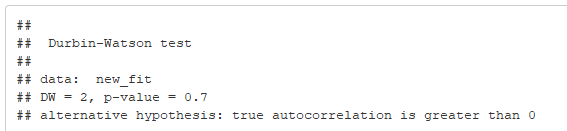 ##
##  Durbin-Watson test
##
## data:  new_fit
## DW = 2, p-value = 0.7
## alternative hypothesis: true autocorrelation is greater than 0